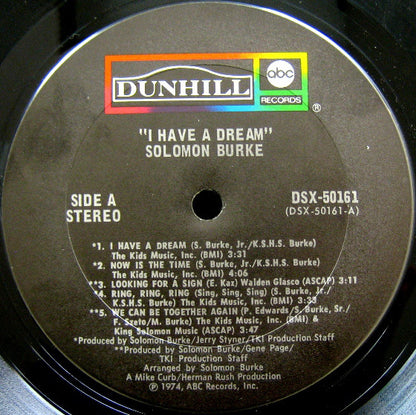 DUNHILL
abc
RECORDS
®
"I HAVE A DREAM"
SOLOMON BURKE
SIDE A
STEREO
DSX-50161
(DSX-50161-A)
*1. I HAVE A DREAM (S. Burke, Jr./K.S.H.S. Burke)
The Kids Music, Inc. (BMI) 3:31
*2. NOW IS THE TIME (S. Burke, Jr./K.S.H.S. Burke)
The Kids Music, Inc. (BMI) 4:06
**3. LOOKING FOR A SIGN (E. Kaz) Walden Glasco (ASCAP) 3:11
**4. RING, RING, RING (Sing, Sing, Sing) (S. Burke, Jr./
K.S.H.S. Burke) The Kids Music, Inc. (BMI) 3:33
**5. WE CAN BE TOGETHER AGAIN (P. Edwards/S. Burke, Sr./
F. Szeto/M. Burke) The Kids Music, Inc. (BMI) &
King Solomon Music (ASCAP) 3:47
*Produced by Solomon Burke/Jerry Styner/TKI Production Staff
**Produced by Solomon Burke/Gene Page/
TKI Production Staff
Arranged by Solomon Burke
A Mike Curb/Herman Rush Production
℗ 1974, ABC Records, Inc.